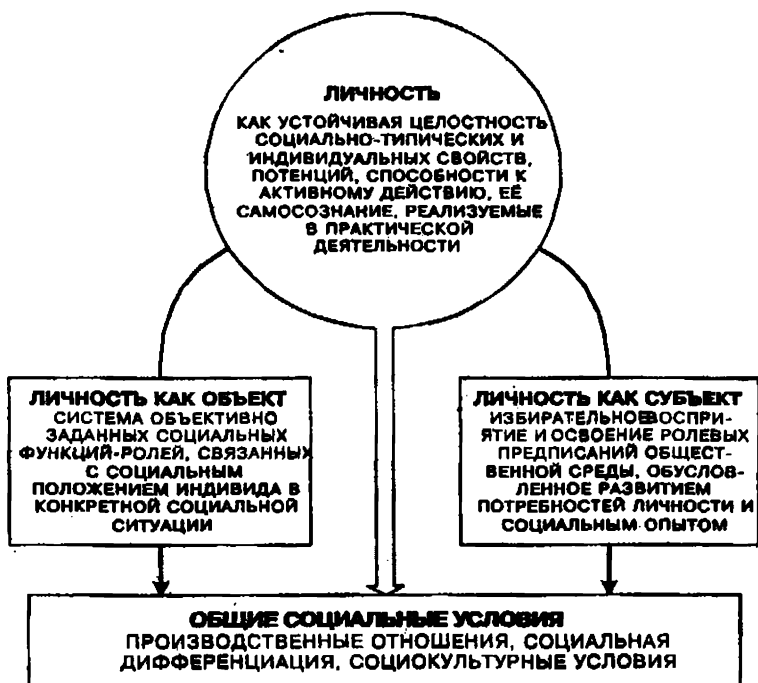 ЛИЧНОСТЬ
КАК УСТОЙЧИВАЯ ЦЕЛОСТНОСТЬ
СОЦИАЛЬНО-ТИПИЧЕСКИХ И
ИНДИВИДУАЛЬНЫХ СВОЙСТВ,
ПОТЕНЦИЙ, СПОСОБНОСТИ К
АКТИВНОМУ ДЕЙСТВИЮ, ЕЁ
САМОСОЗНАНИЕ, РЕАЛИЗУЕМЫЕ
В ПРАКТИЧЕСКОЙ
ДЕЯТЕЛЬНОСТИ
ЛИЧНОСТЬ КАК ОБЪЕКТ
СИСТЕМА ОБЪЕКТИВНО
ЗАДАННЫХ СОЦИАЛЬНЫХ
ФУНКЦИЙ-РОЛЕЙ, СВЯЗАННЫХ
С СОЦИАЛЬНЫМ
ПОЛОЖЕНИЕМ ИНДИВИДА В
КОНКРЕТНОЙ СОЦИАЛЬНОЙ
СИТУАЦИИ
ЛИЧНОСТЬ КАК СУБЪЕКТ
ИЗБИРАТЕЛЬНОЕ ВОСПРИ-
ЯТИЕ И ОСВОЕНИЕ РОЛЕВЫХ
ПРЕДПИСАНИЙ ОБЩЕСТ-
ВЕННОЙ СРЕДЫ, ОБУСЛОВ-
ЛЕННОЕ РАЗВИТИЕМ
ПОТРЕБНОСТЕЙ ЛИЧНОСТИ И
СОЦИАЛЬНЫМ ОПЫТОМ
ОБЩИЕ СОЦИАЛЬНЫЕ УСЛОВИЯ
ПРОИЗВОДСТВЕННЫЕ ОТНОШЕНИЯ, СОЦИАЛЬНАЯ
ДИФФЕРЕНЦИАЦИЯ, СОЦИОКУЛЬТУРНЫЕ УСЛОВИЯ